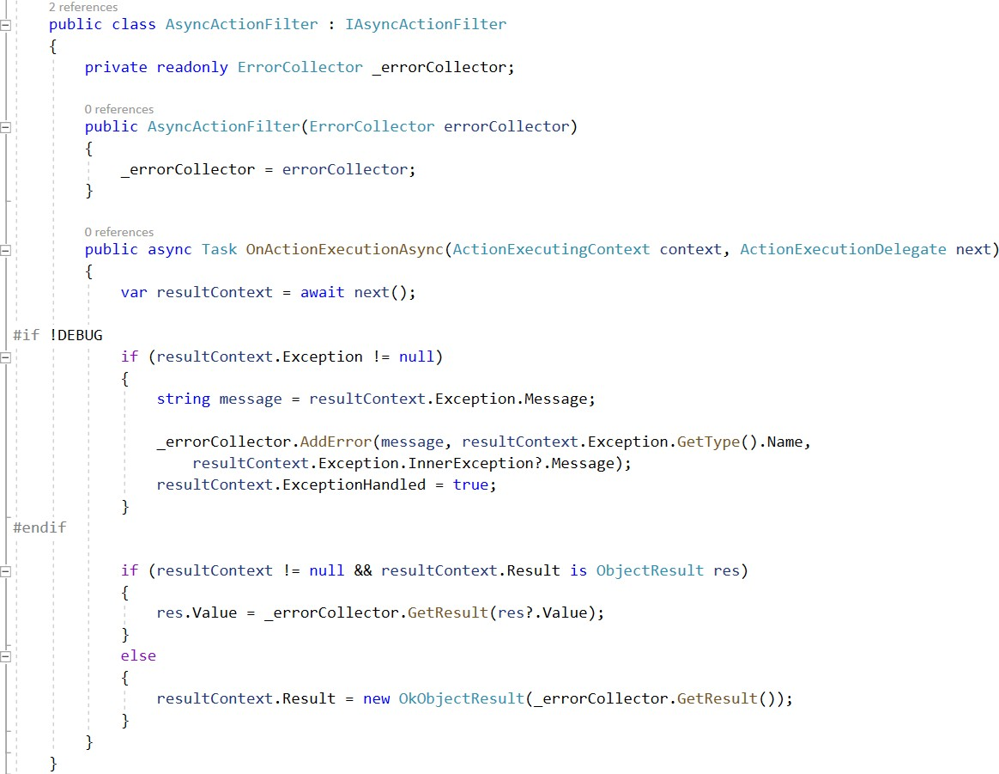 2 references
public class AsyncActionFilter : IAsyncActionFilter
{
private readonly ErrorCollector _errorCollector;
0 references
public AsyncActionFilter(ErrorCollector errorCollector)
{
_errorCollector = errorCollector;
}
0 references
public async Task OnActionExecutionAsync(ActionExecutingContext context, ActionExecutionDelegate next)
{
var resultContext = await next();
#if !DEBUG
if (resultContext.Exception != null)
{
string message = resultContext.Exception.Message;
_errorCollector.AddError(message, resultContext.Exception.GetType().Name,
resultContext.Exception.InnerException?.Message);
resultContext.ExceptionHandled = true;
}
#endif
if (resultContext != null && resultContext.Result is ObjectResult res)
{
res.Value = _errorCollector.GetResult(res?.Value);
}
else
{
resultContext.Result = new OkObjectResult(_errorCollector.GetResult());
}
}
}